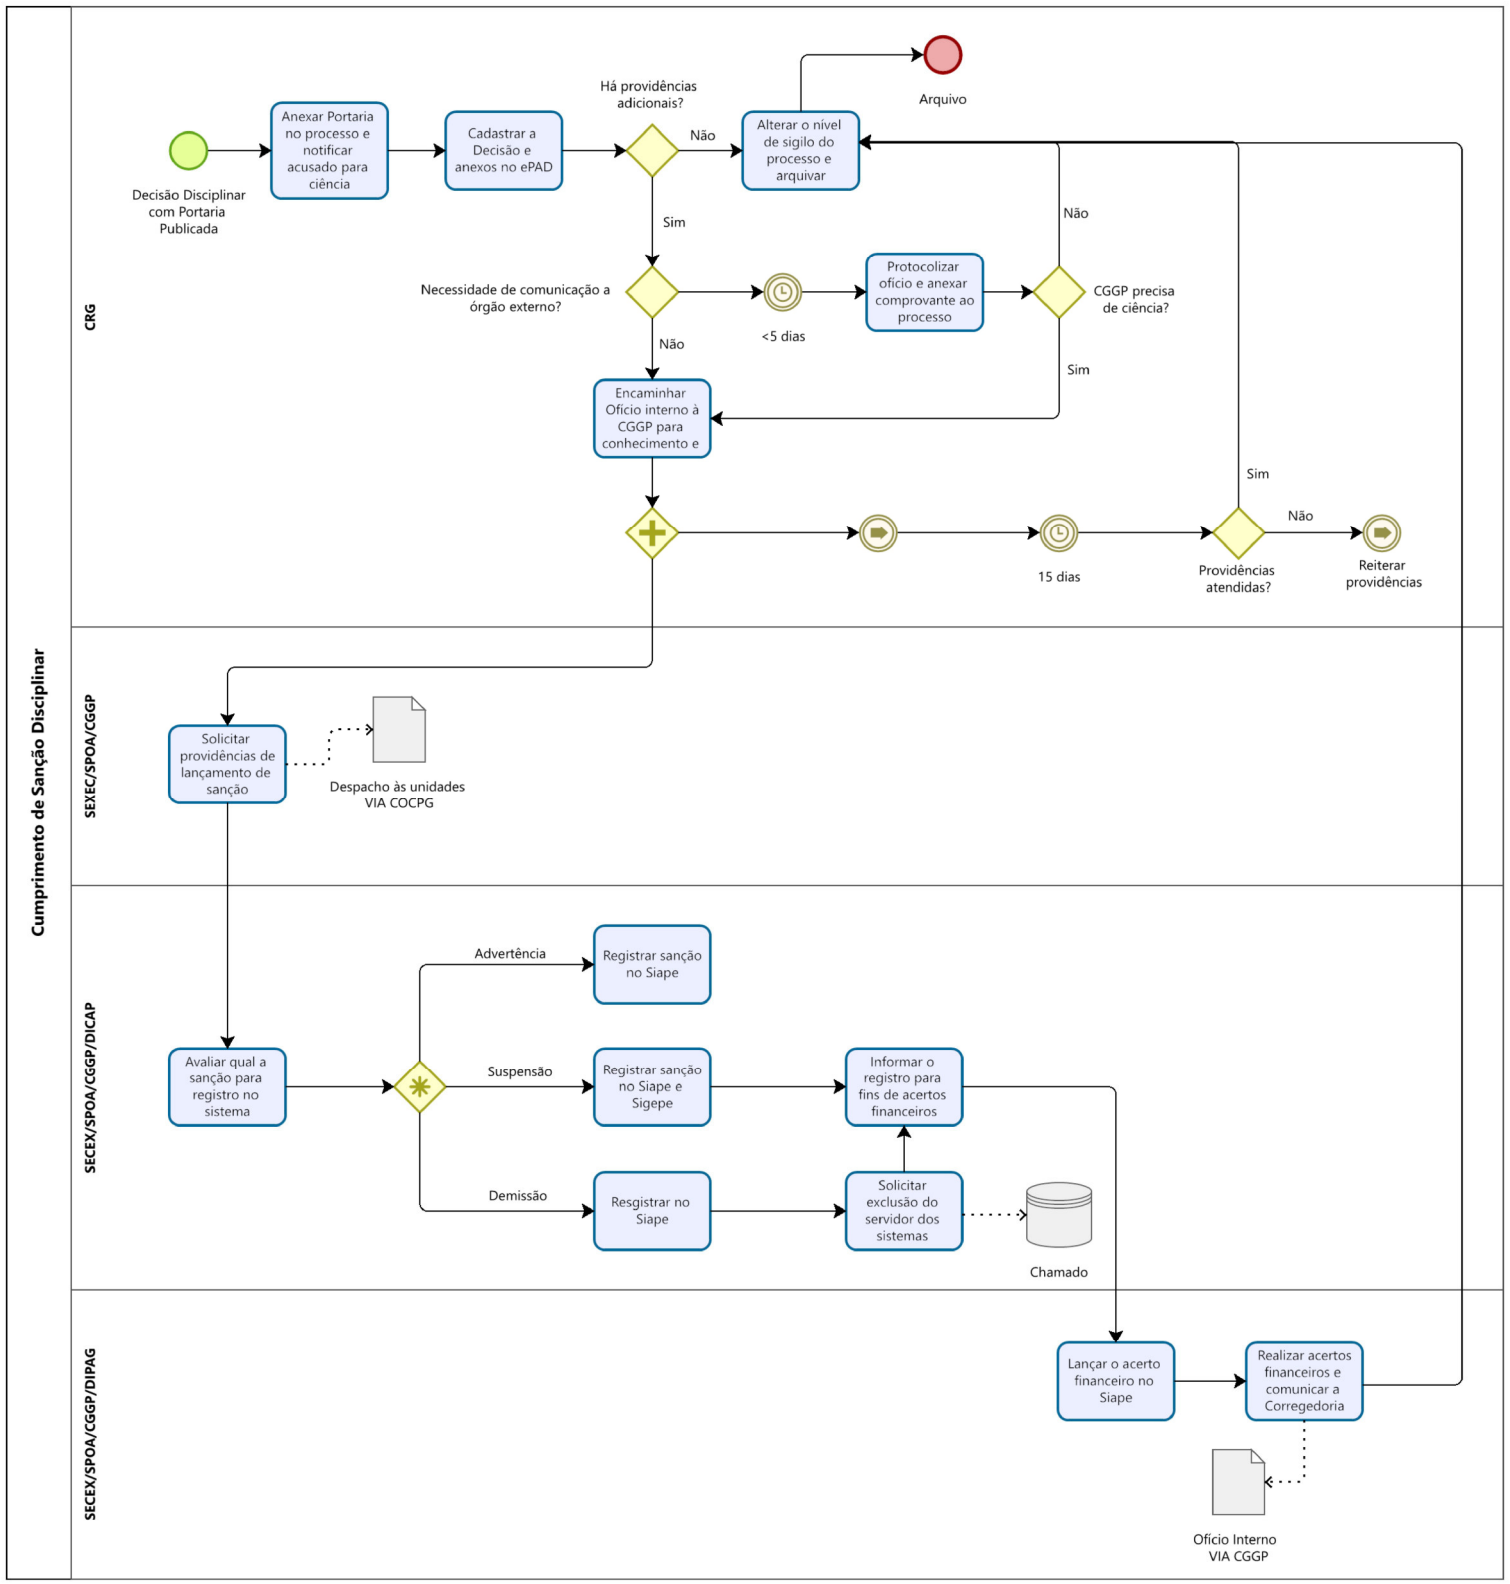 Cumprimento de Sanção Disciplinar
CRG
Decisão Disciplinar
com Portaria
Publicada
Anexar Portaria
no processo e
notificar
acusado para
ciência
Cadastrar a
Decisão e
anexos no ePAD
Há providências
adicionais?
Não
Sim
Alterar o nível
de sigilo do
processo e
arquivar
Arquivo
Necessidade de comunicação a
órgão externo?
Não
<5 dias
Protocolizar
ofício e anexar
comprovante ao
processo
CGGP precisa
de ciência?
Não
Sim
Encaminhar
Ofício interno à
CGGP para
conhecimento e
15 dias
Providências
atendidas?
Sim
Não
Reiterar
providências
SEXEC/SPOA/CGGP
Solicitar
providências de
lançamento de
sanção
Despacho às unidades
VIA COCPG
SECEX/SPOA/CGGP/DICAP
Avaliar qual a
sanção para
registro no
sistema
Advertência
Registrar sanção
no Siape
Suspensão
Registrar sanção
no Siape e
Sigepe
Informar o
registro para
fins de acertos
financeiros
Demissão
Resgistrar no
Siape
Solicitar
exclusão do
servidor dos
sistemas
Chamado
SECEX/SPOA/CGGP/DIPAG
Lançar o acerto
financeiro no
Siape
Realizar acertos
financeiros e
comunicar a
Corregedoria
Ofício Interno
VIA CGGP